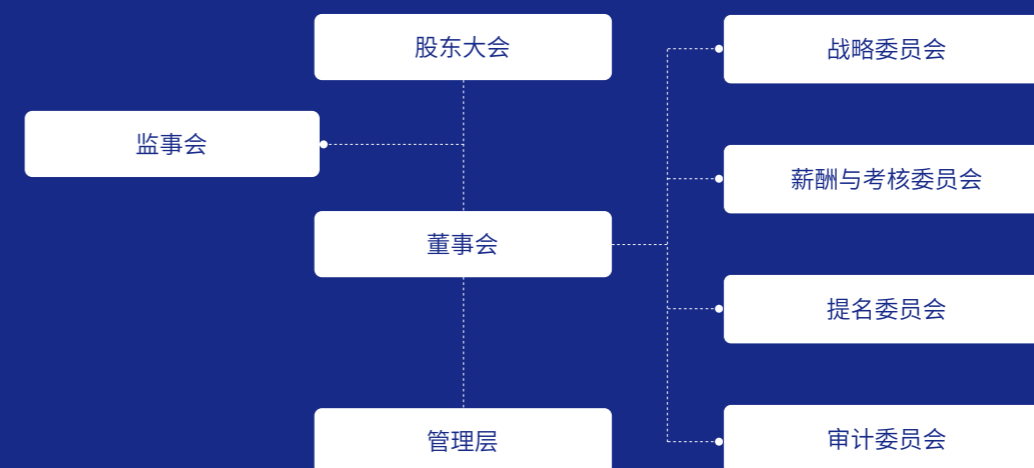 股东大会
战略委员会
监事会
薪酬与考核委员会
董事会
提名委员会
管理层
审计委员会